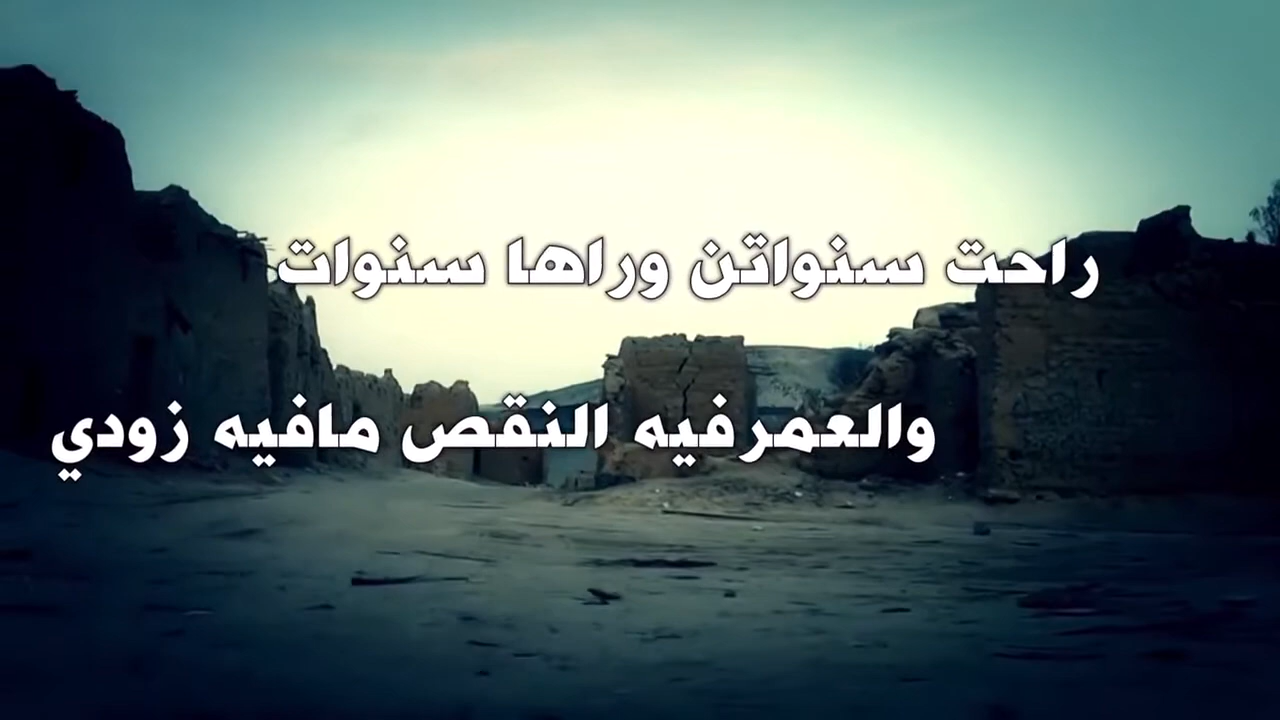 راحت سنواتن وراها سنوات
والعمرفيه النقص مافيه زودي